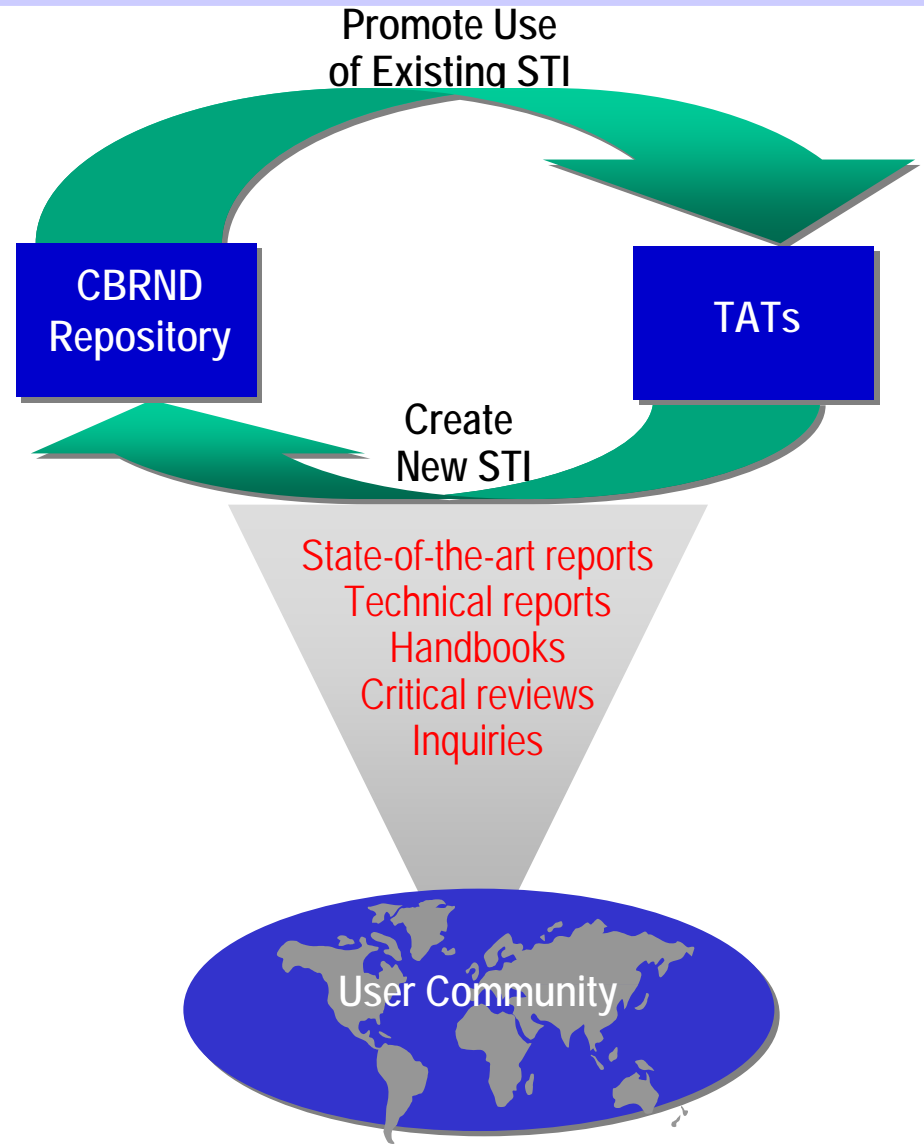 Promote Use
of Existing STI
CBRND
Repository
TATs
Create
New STI
State-of-the-art reports
Technical reports
Handbooks
Critical reviews
Inquiries
User Community